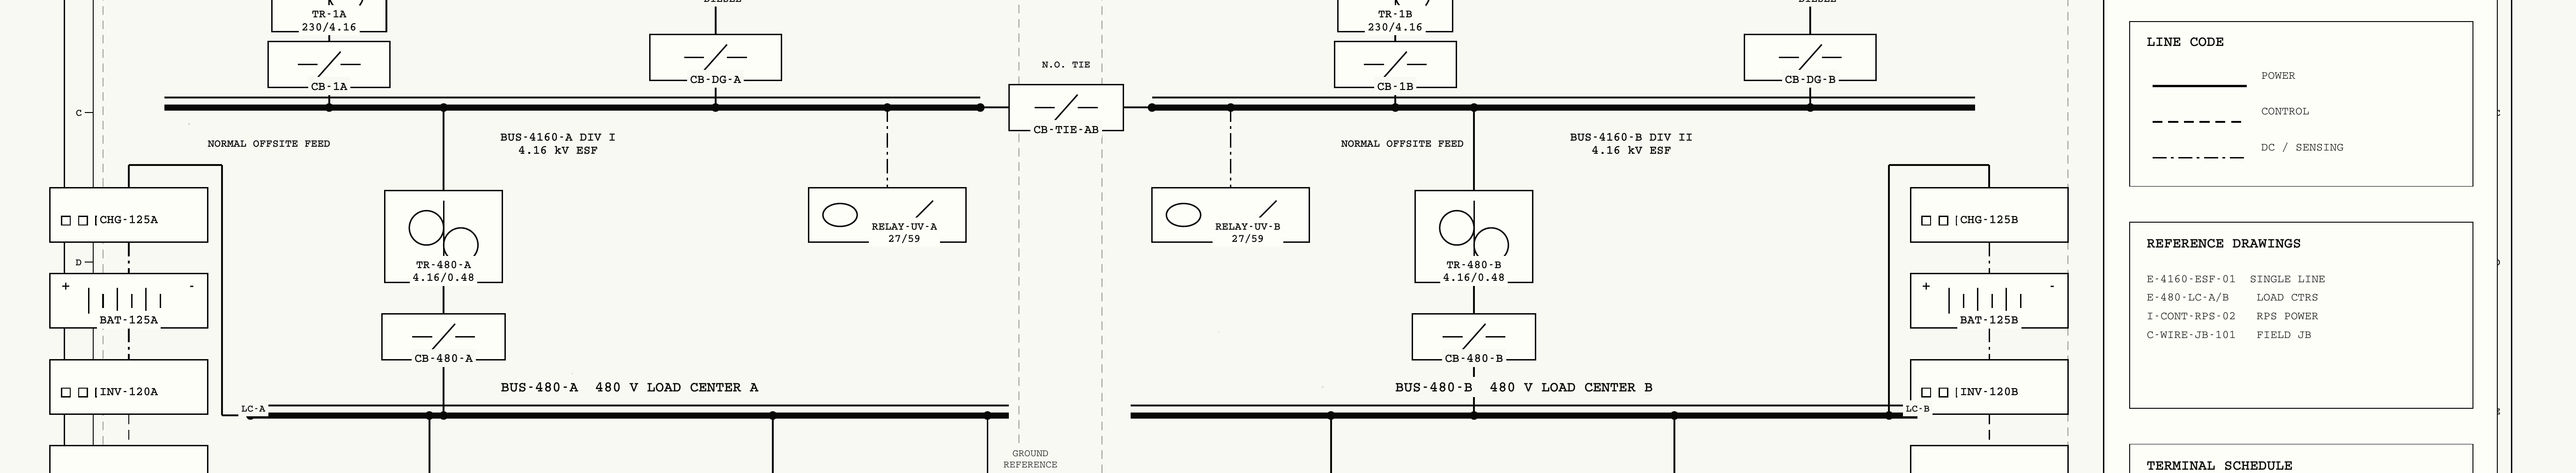 DIESEL
DIESEL
TR-1A
230/4.16
TR-1B
230/4.16
LINE CODE
N.O. TIE
CB-1A
CB-DG-A
CB-1B
CB-DG-B
POWER
C
CONTROL
CB-TIE-AB
NORMAL OFFSITE FEED
BUS-4160-A DIV I
4.16 kV ESF
NORMAL OFFSITE FEED
BUS-4160-B DIV II
4.16 kV ESF
DC / SENSING
CHG-125A
RELAY-UV-A
27/59
RELAY-UV-B
27/59
CHG-125B
REFERENCE DRAWINGS
D
TR-480-A
4.16/0.48
TR-480-B
4.16/0.48
E-4160-ESF-01 SINGLE LINE
E-480-LC-A/B LOAD CTRS
I-CONT-RPS-02 RPS POWER
C-WIRE-JB-101 FIELD JB
+ -
BAT-125A
+ -
BAT-125B
CB-480-A
CB-480-B
INV-120A
BUS-480-A 480 V LOAD CENTER A
BUS-480-B 480 V LOAD CENTER B
INV-120B
LC-A
LC-B
GROUND
REFERENCE
TERMINAL SCHEDULE